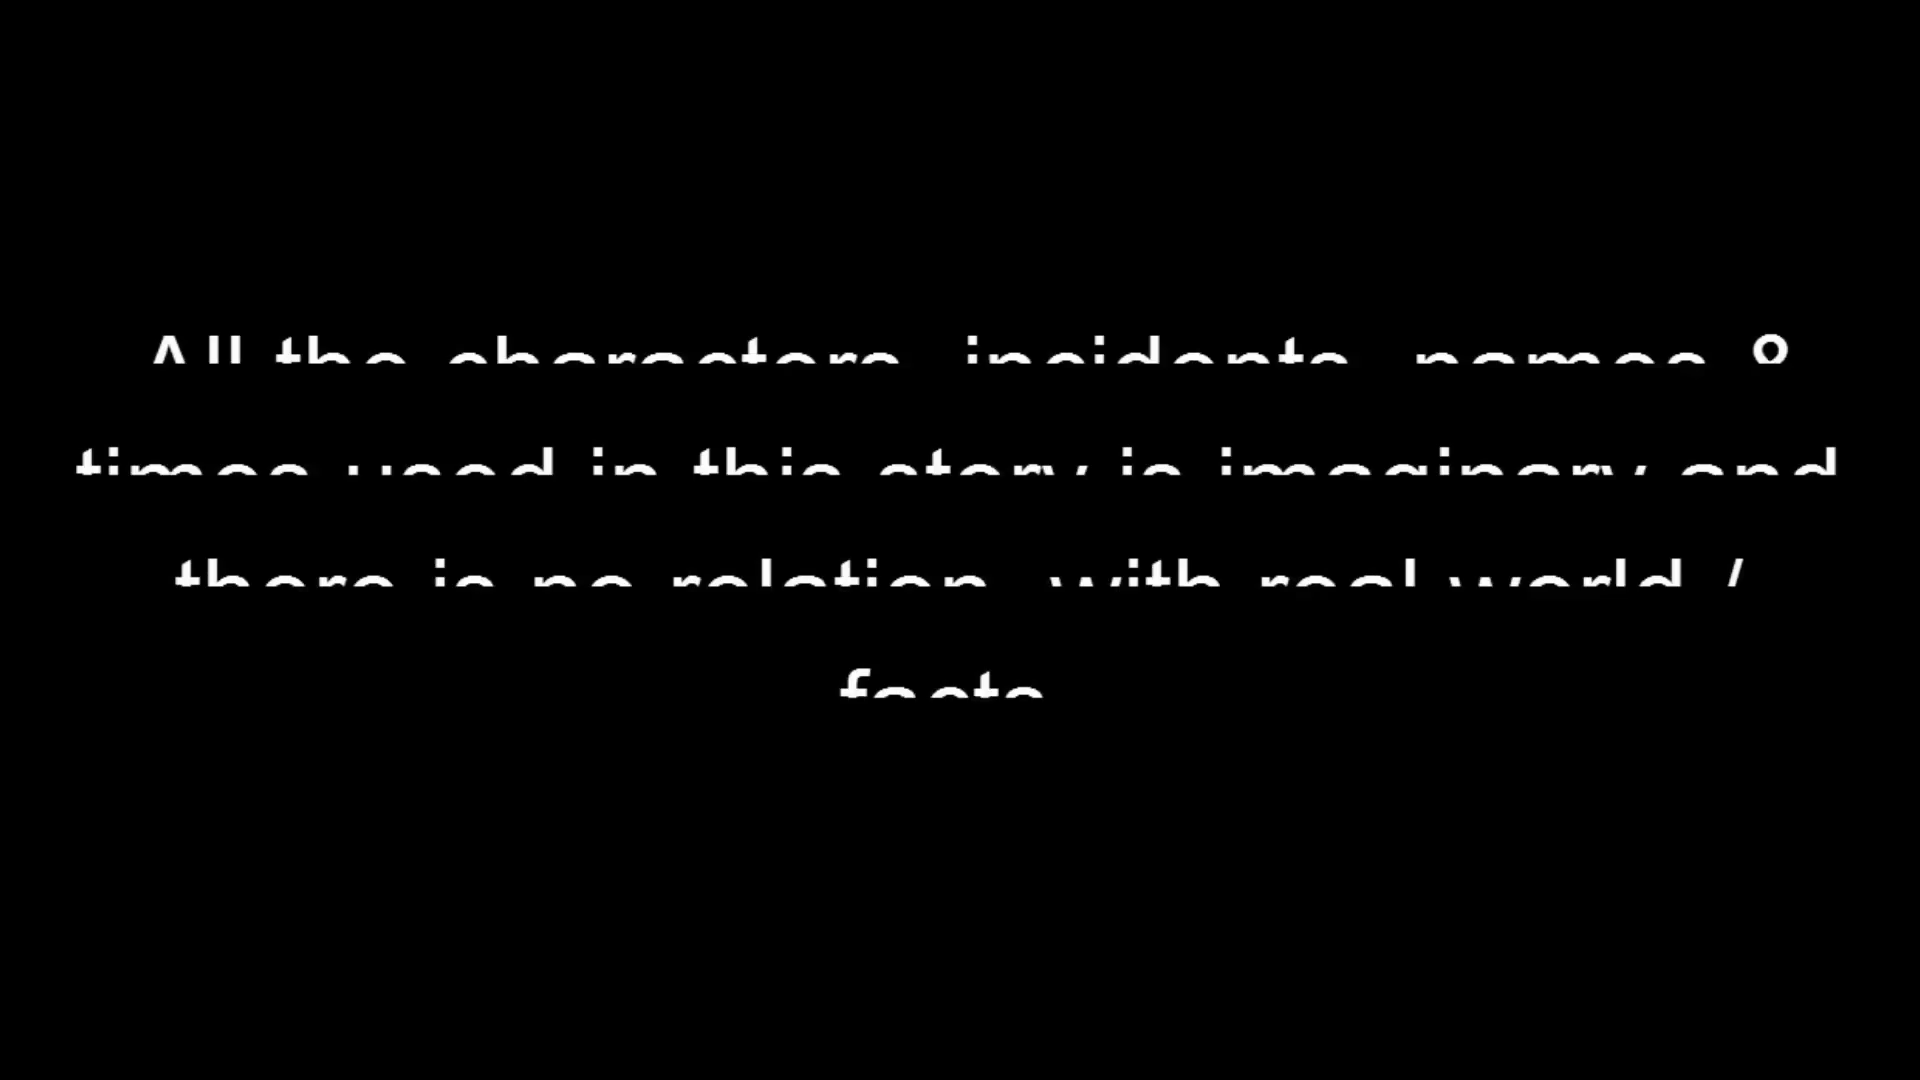 All the characters, incidents, names &
times used in this story is imaginary and
there is no relation with real world /
facts